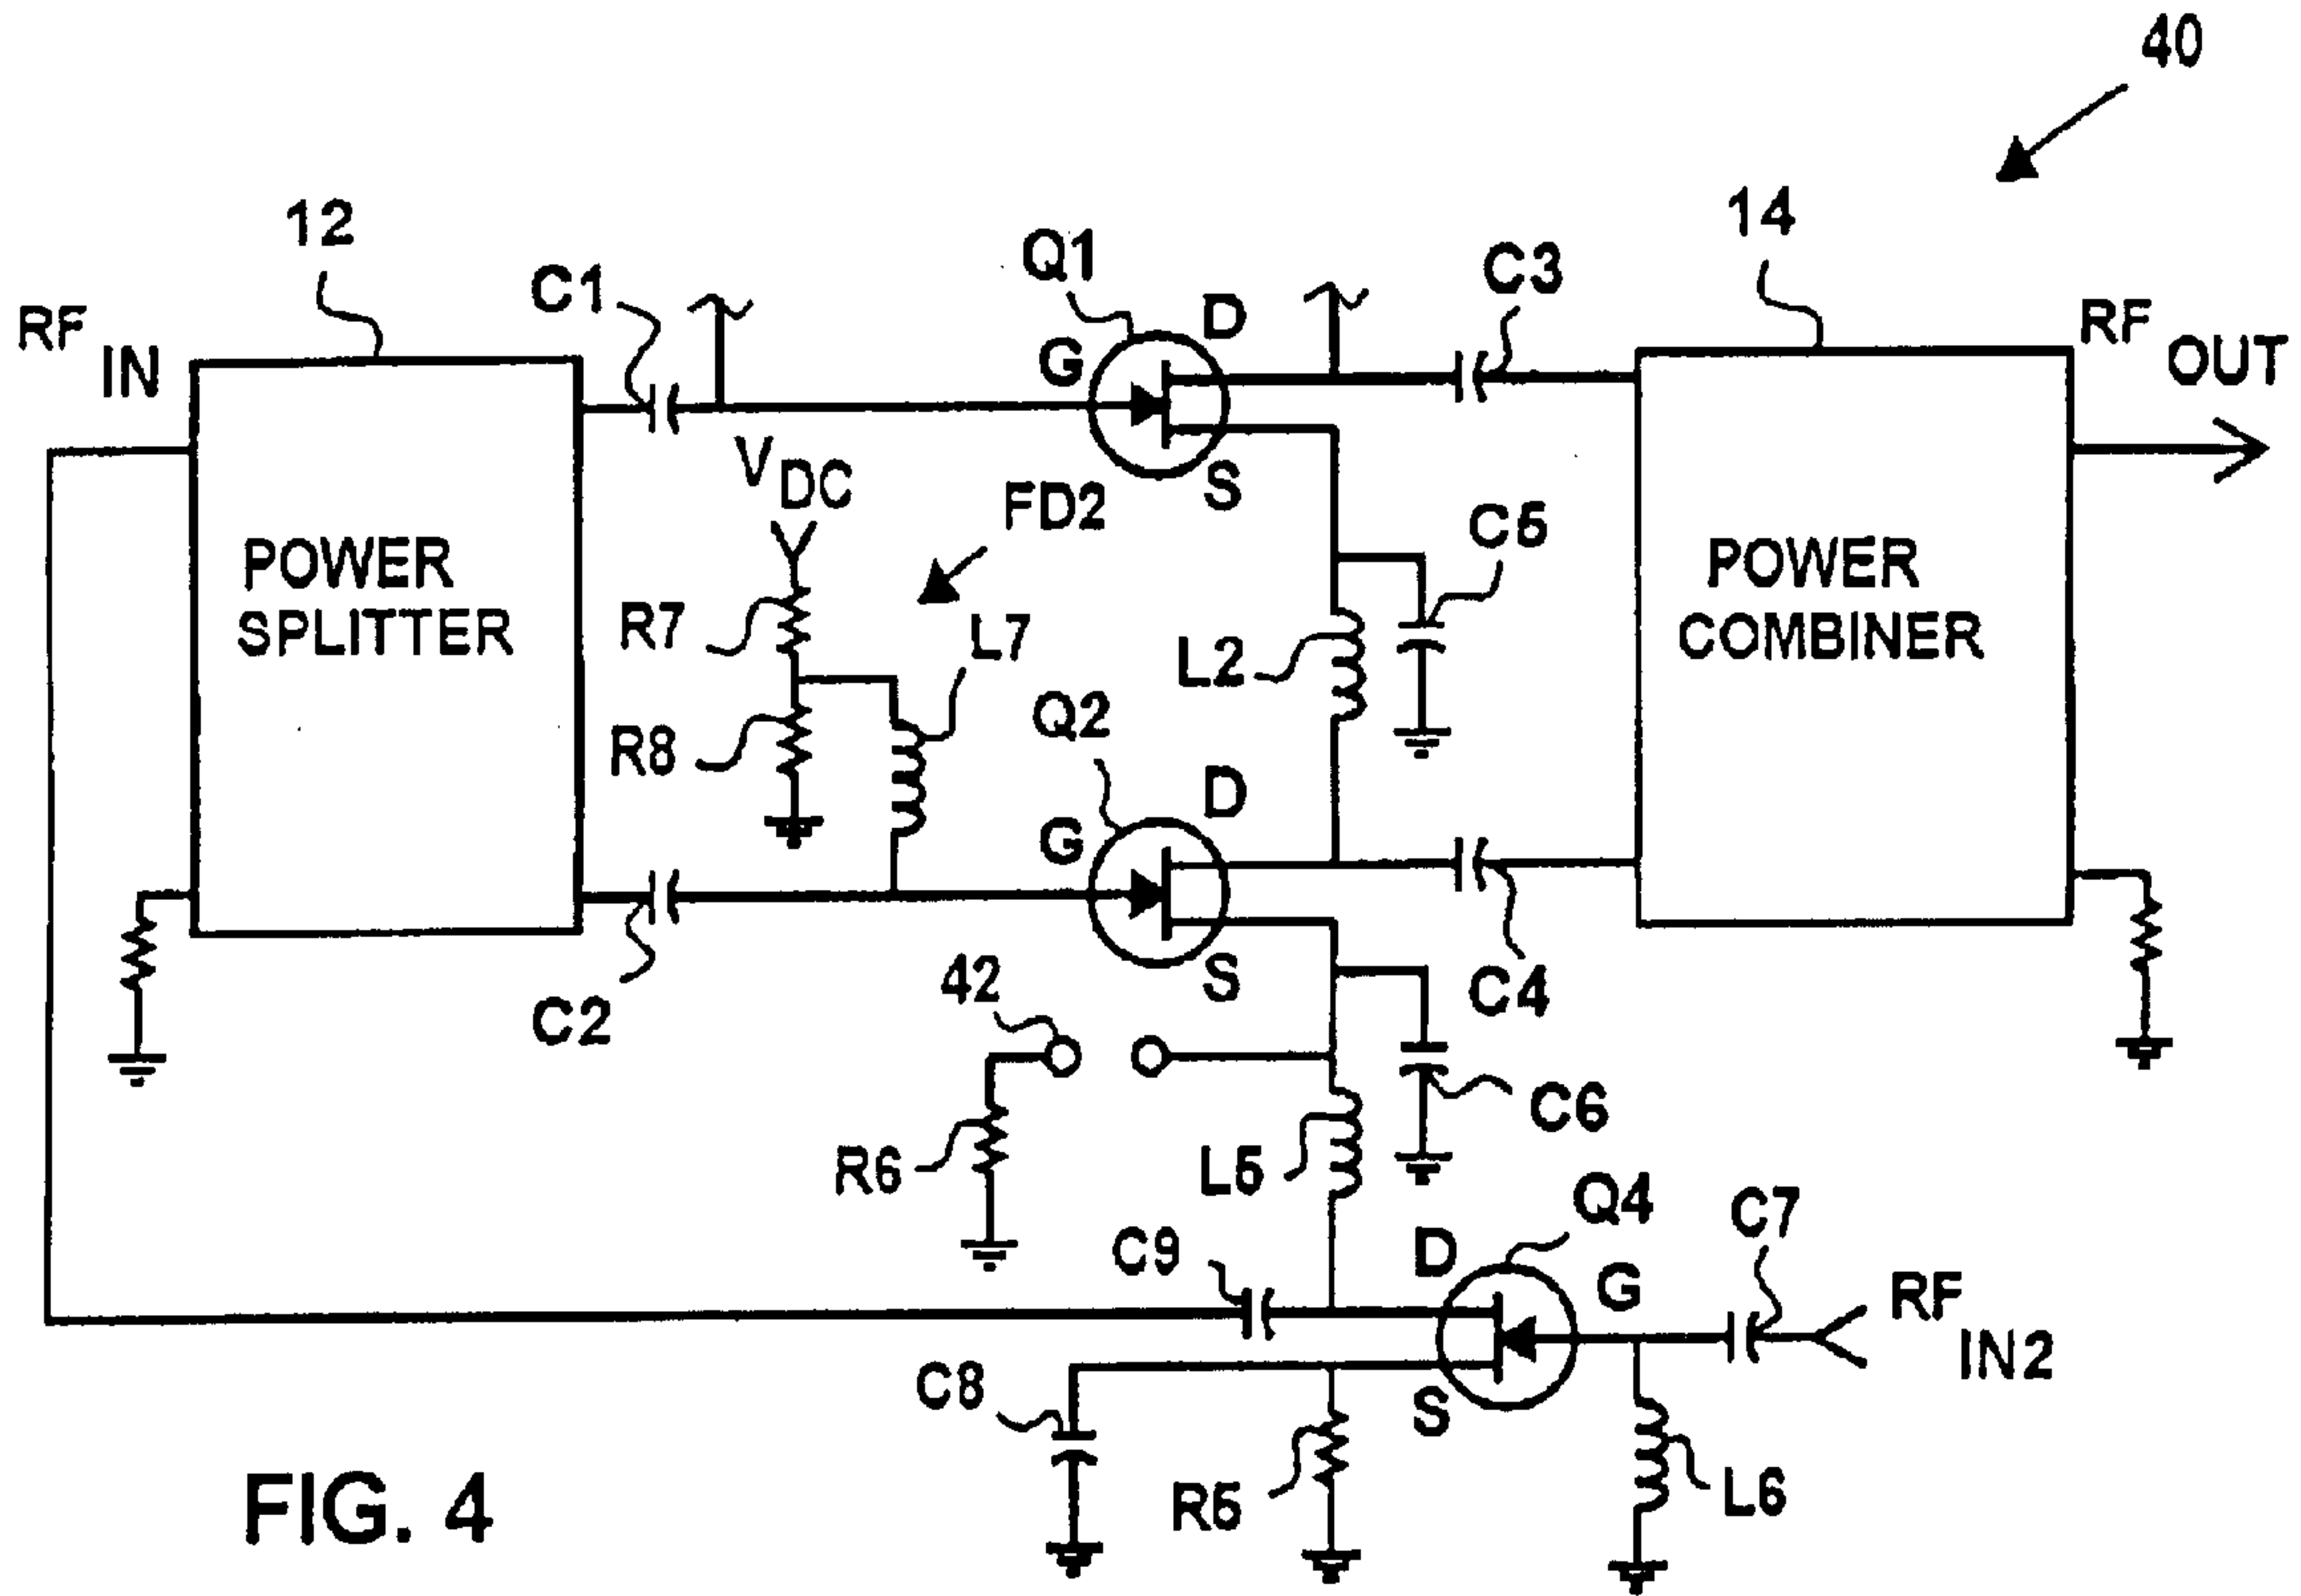 40
12
14
Q1
C1
C3
RF IN
RF OUT
D
G
S
V DC
FD2
C5
POWER SPLITTER
POWER COMBINER
R7
L7
L2
R8
Q2
D
G
S
42
C4
C2
C6
R6
L5
Q4
C7
C9
D
G
RF IN2
C8
S
R5
L6
FIG. 4